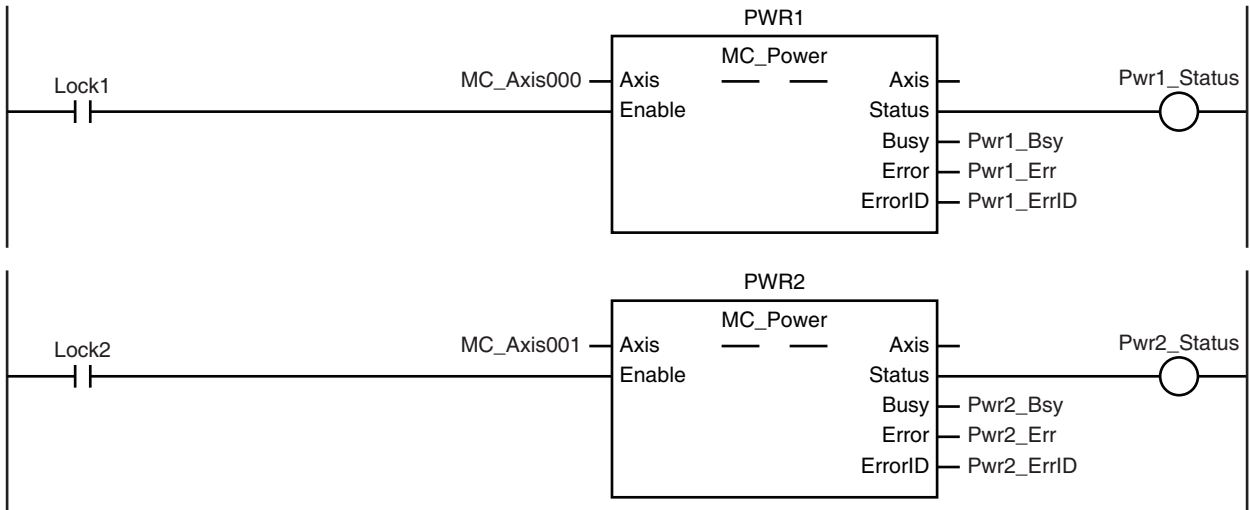 PWR1
MC_Power
Lock1
MC_Axis000 Axis Axis Pwr1_Status
Enable Status
Busy Pwr1_Bsy
Error Pwr1_Err
ErrorID Pwr1_ErrID
PWR2
MC_Power
Lock2
MC_Axis001 Axis Axis Pwr2_Status
Enable Status
Busy Pwr2_Bsy
Error Pwr2_Err
ErrorID Pwr2_ErrID